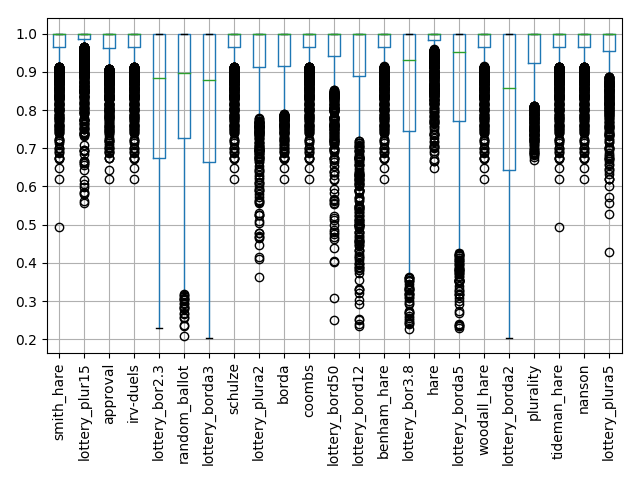 1.0
0.9
0.8
0.7
0.6
0.5
0.4
0.3
0.2
smith_hare
lottery_plur15
approval
irv-duels
lottery_bor2.3
random_ballot
lottery_borda3
schulze
lottery_plura2
borda
coombs
lottery_bord50
lottery_bord12
benham_hare
lottery_bor3.8
hare
lottery_borda5
woodall_hare
lottery_borda2
plurality
tideman_hare
nanson
lottery_plura5